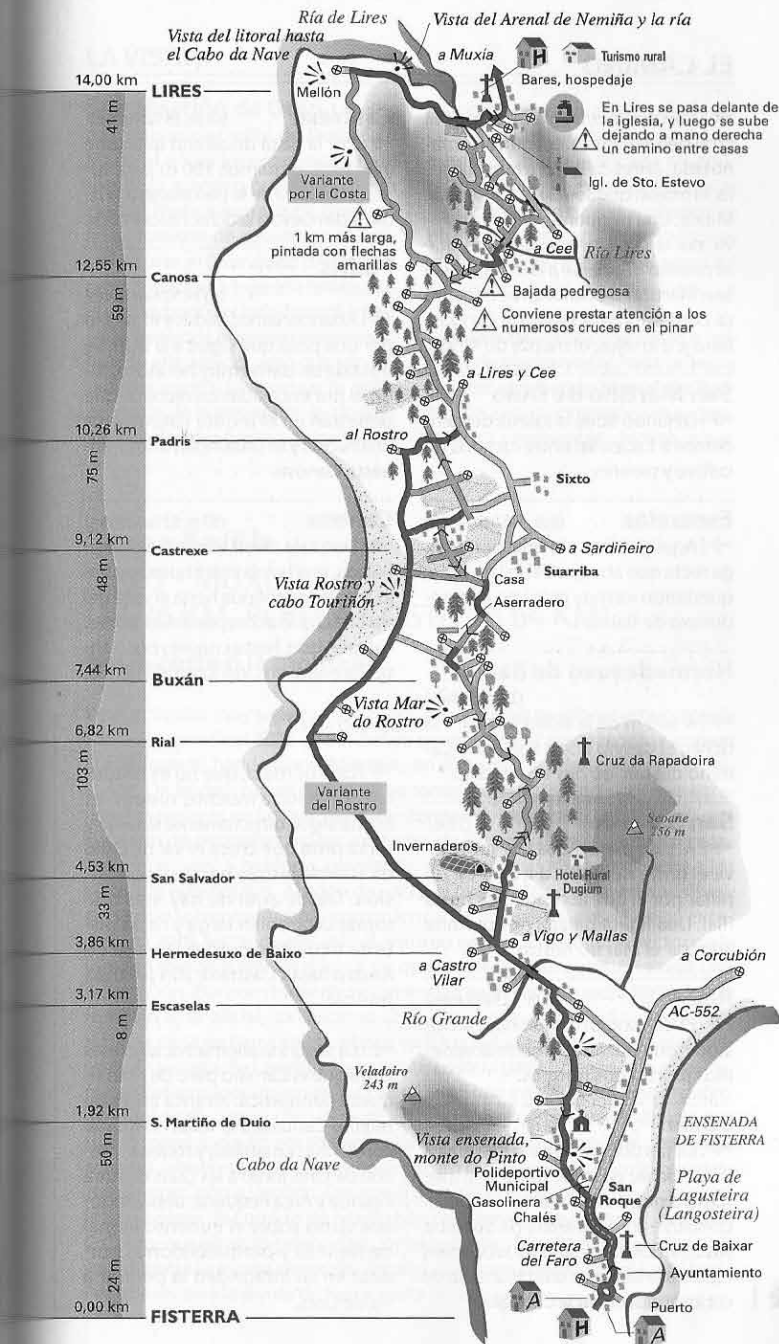 Ría de Lires
Vista del Arenal de Nemiña y la ría
Vista del litoral hasta
el Cabo da Nave
a Muxía
H
Turismo rural
Bares, hospedaje
14,00 km
LIRES
Mellón
En Lires se pasa delante de
la iglesia, y luego se sube
dejando a mano derecha
un camino entre casas
41 m
Igl. de Sto. Estevo
Variante
por la Costa
1 km más larga,
pintada con flechas
amarillas
a Cee
Río Lires
12,55 km
Canosa
Bajada pedregosa
59 m
Conviene prestar atención a los
numerosos cruces en el pinar
a Lires y Cee
10,26 km
Padris
al Rostro
75 m
Sixto
9,12 km
Castrexe
a Sardiñeiro
Suarriba
48 m
Vista Rostro y
cabo Touriñón
Casa
Aserradero
7,44 km
BUXÁN
Vista Mar
do Rostro
6,82 km
Rial
Cruz da Rapadoira
103 m
Variante
del Rostro
Seoane
256 m
Invernaderos
4,53 km
San Salvador
Hotel Rural
Dugium
33 m
a Vigo y Mallas
3,86 km
Hermedesuxo de Baixo
a Castro
Vilar
a Corcubión
3,17 km
Escaselas
AC-552
Río Grande
8 m
Veladoiro
243 m
1,92 km
S. Martiño de Duio
ENSENADA
DE FISTERRA
Vista ensenada,
monte do Pinto
Cabo da Nave
50 m
Polideportivo
Municipal
Playa de
Lagusteira
(Langosteira)
Gasolinera
San
Roque
Chalés
Carretera
del Faro
Cruz de Baixar
24 m
Ayuntamiento
A
Puerto
0,00 km
FISTERRA
H
A